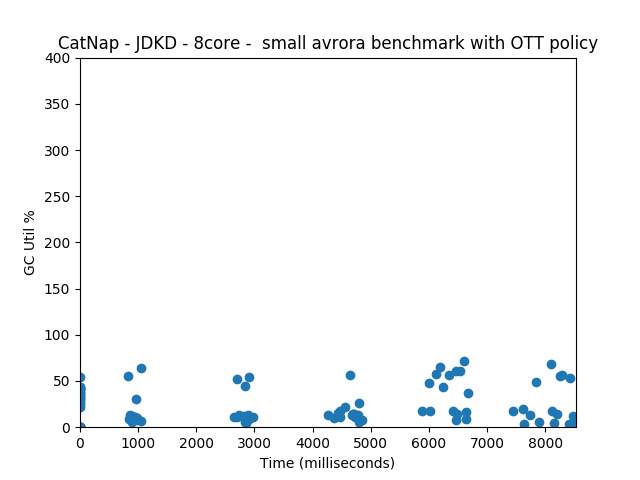 CatNap - JDKD - 8core -  small avrora benchmark with OTT policy
400
350
300
250
200
150
100
50
0
GC Util %
0 1000 2000 3000 4000 5000 6000 7000 8000
Time (milliseconds)